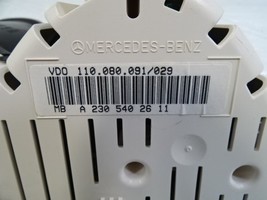 MERCEDES-BENZ
VDO 110.080.091/029
MB A 230 540 26 11